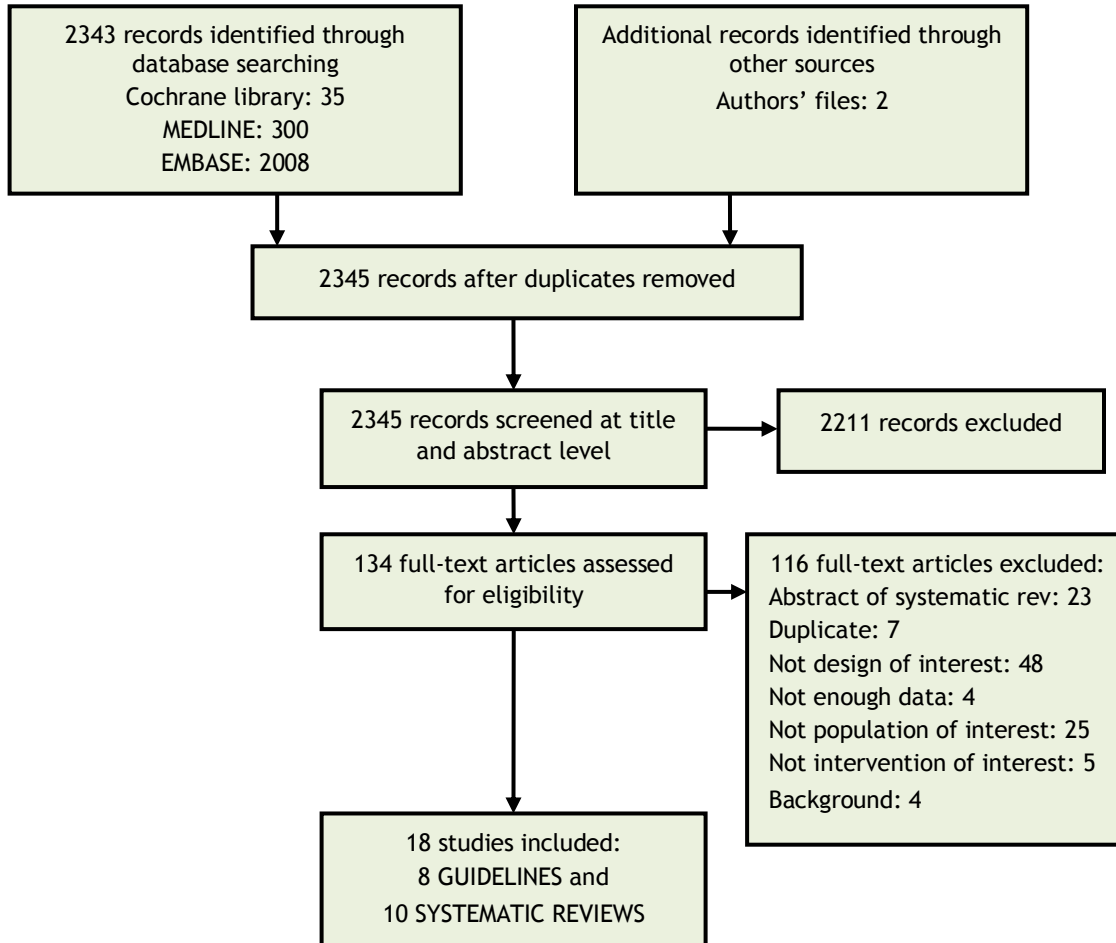 2343 records identified through
database searching
Cochrane library: 35
MEDLINE: 300
EMBASE: 2008
Additional records identified through
other sources
Authors’ files: 2
2345 records after duplicates removed
2345 records screened at title
and abstract level
2211 records excluded
134 full-text articles assessed
for eligibility
116 full-text articles excluded:
Abstract of systematic rev: 23
Duplicate: 7
Not design of interest: 48
Not enough data: 4
Not population of interest: 25
Not intervention of interest: 5
Background: 4
18 studies included:
8 GUIDELINES and
10 SYSTEMATIC REVIEWS